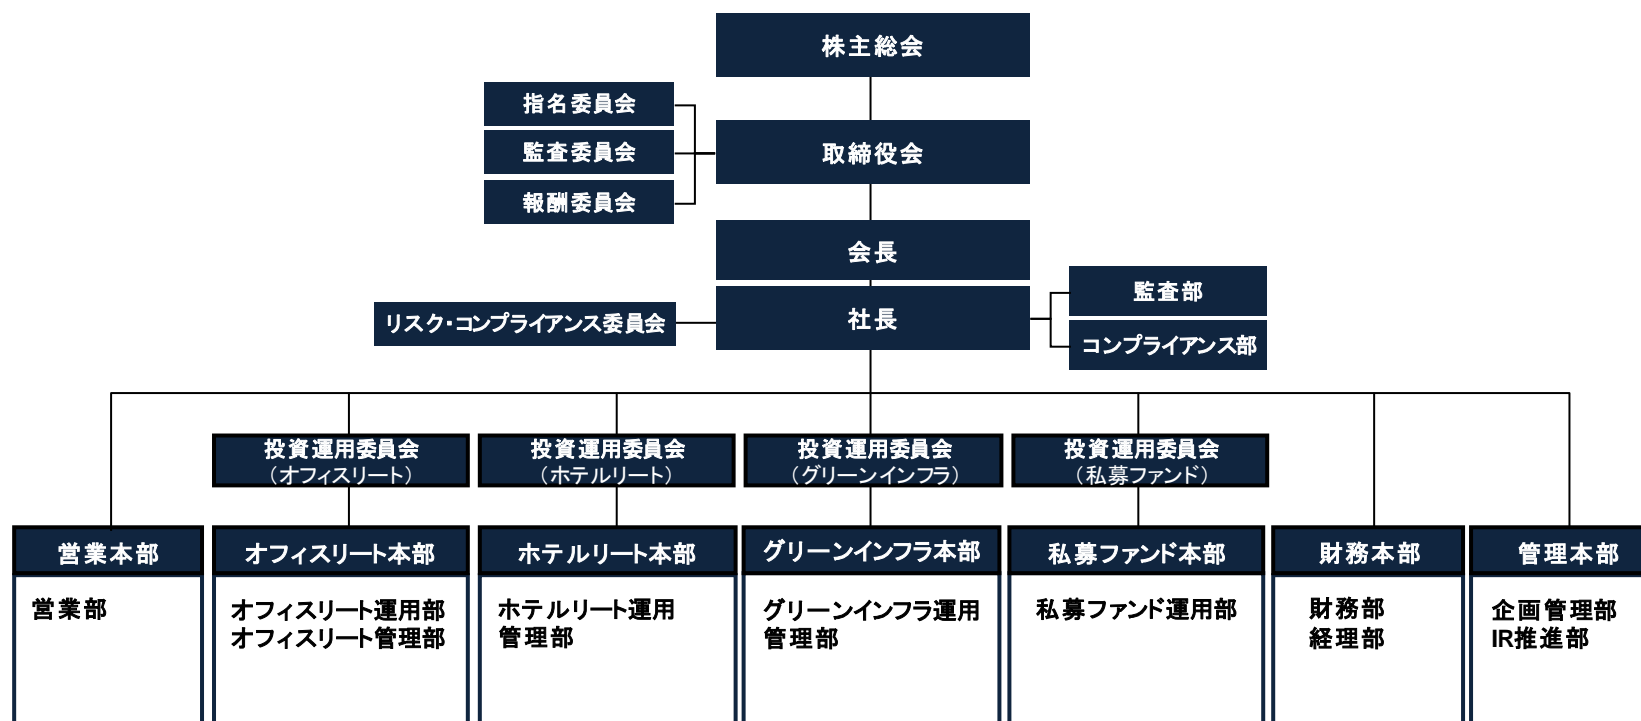 株主総会
指名委員会
監査委員会
報酬委員会
取締役会
会長
社長
リスク・コンプライアンス委員会
監査部
コンプライアンス部
投資運用委員会
（オフィスリート）
投資運用委員会
（ホテルリート）
投資運用委員会
（グリーンインフラ）
投資運用委員会
（私募ファンド）
営業本部
営業部
オフィスリート本部
オフィスリート運用部
オフィスリート管理部
ホテルリート本部
ホテルリート運用
管理部
グリーンインフラ本部
グリーンインフラ運用
管理部
私募ファンド本部
私募ファンド運用部
財務本部
財務部
経理部
管理本部
企画管理部
IR推進部